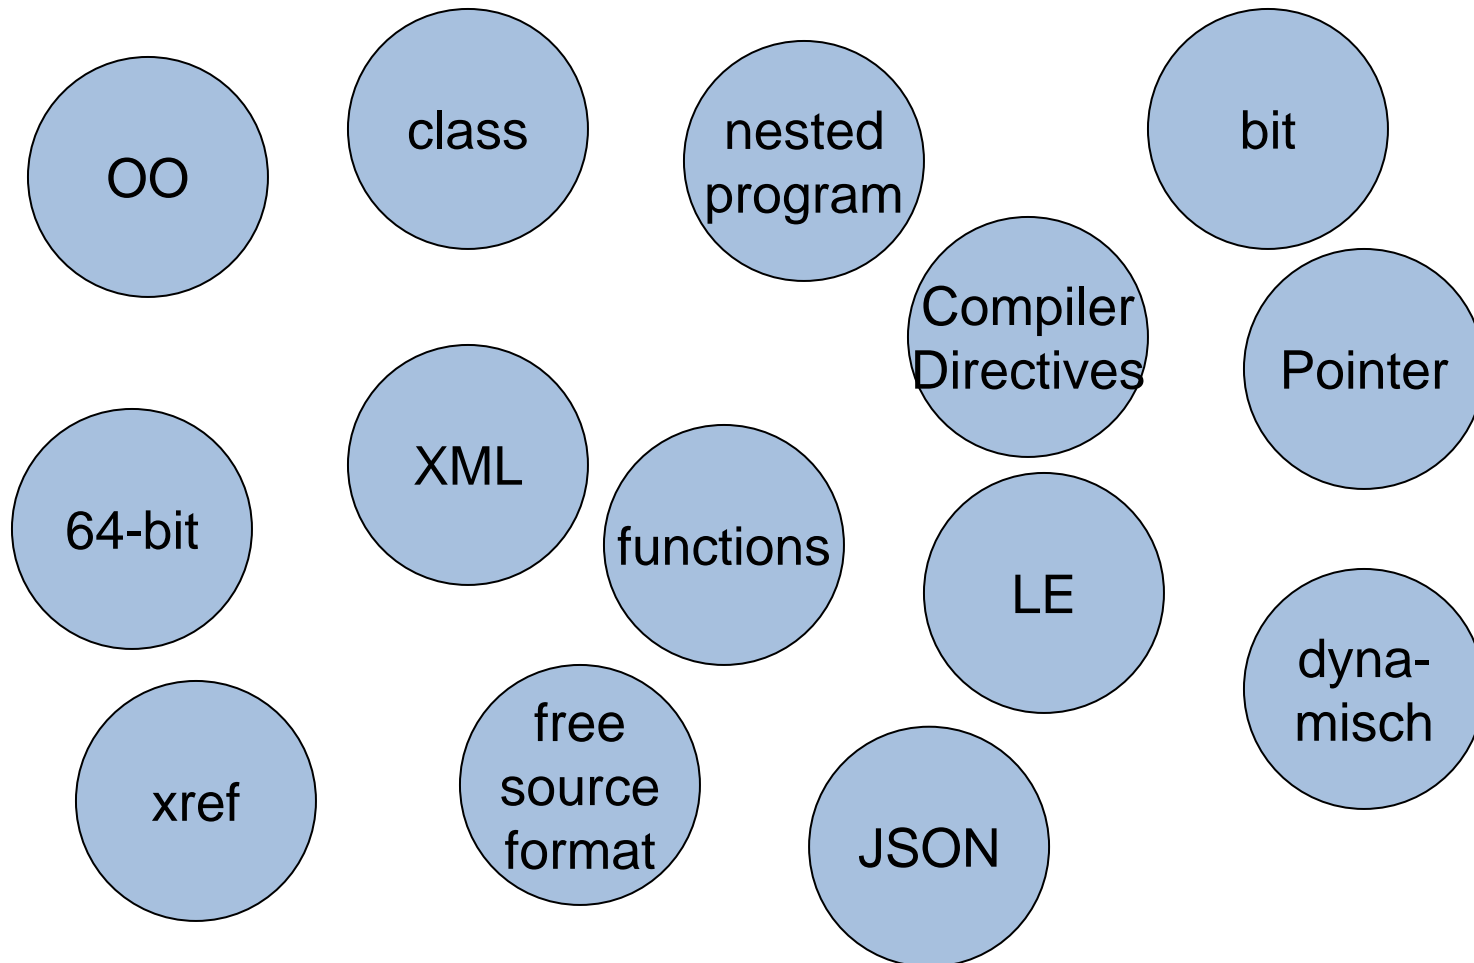 OO
class
nested
program
bit
Compiler
Directives
Pointer
64-bit
XML
functions
LE
dyna-
misch
xref
free
source
format
JSON